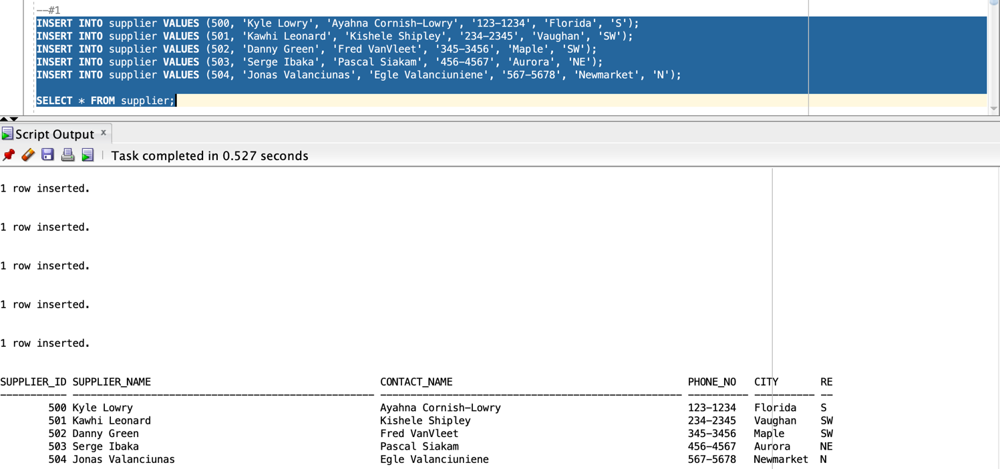 --#1
INSERT INTO supplier VALUES (500, 'Kyle Lowry', 'Ayahna Cornish-Lowry', '123-1234', 'Florida', 'S');
INSERT INTO supplier VALUES (501, 'Kawhi Leonard', 'Kishele Shipley', '234-2345', 'Vaughan', 'SW');
INSERT INTO supplier VALUES (502, 'Danny Green', 'Fred VanVleet', '345-3456', 'Maple', 'SW');
INSERT INTO supplier VALUES (503, 'Serge Ibaka', 'Pascal Siakam', '456-4567', 'Aurora', 'NE');
INSERT INTO supplier VALUES (504, 'Jonas Valanciunas', 'Egle Valanciuniene', '567-5678', 'Newmarket', 'N');
SELECT * FROM supplier;
Script Output x
Task completed in 0.527 seconds
1 row inserted.
1 row inserted.
1 row inserted.
1 row inserted.
1 row inserted.
SUPPLIER_ID SUPPLIER_NAME CONTACT_NAME PHONE_NO CITY RE
----------- -------------------------------------------------- -------------------------------------------------- ---------- ---------- --
500 Kyle Lowry Ayahna Cornish-Lowry 123-1234 Florida S
501 Kawhi Leonard Kishele Shipley 234-2345 Vaughan SW
502 Danny Green Fred VanVleet 345-3456 Maple SW
503 Serge Ibaka Pascal Siakam 456-4567 Aurora NE
504 Jonas Valanciunas Egle Valanciuniene 567-5678 Newmarket N